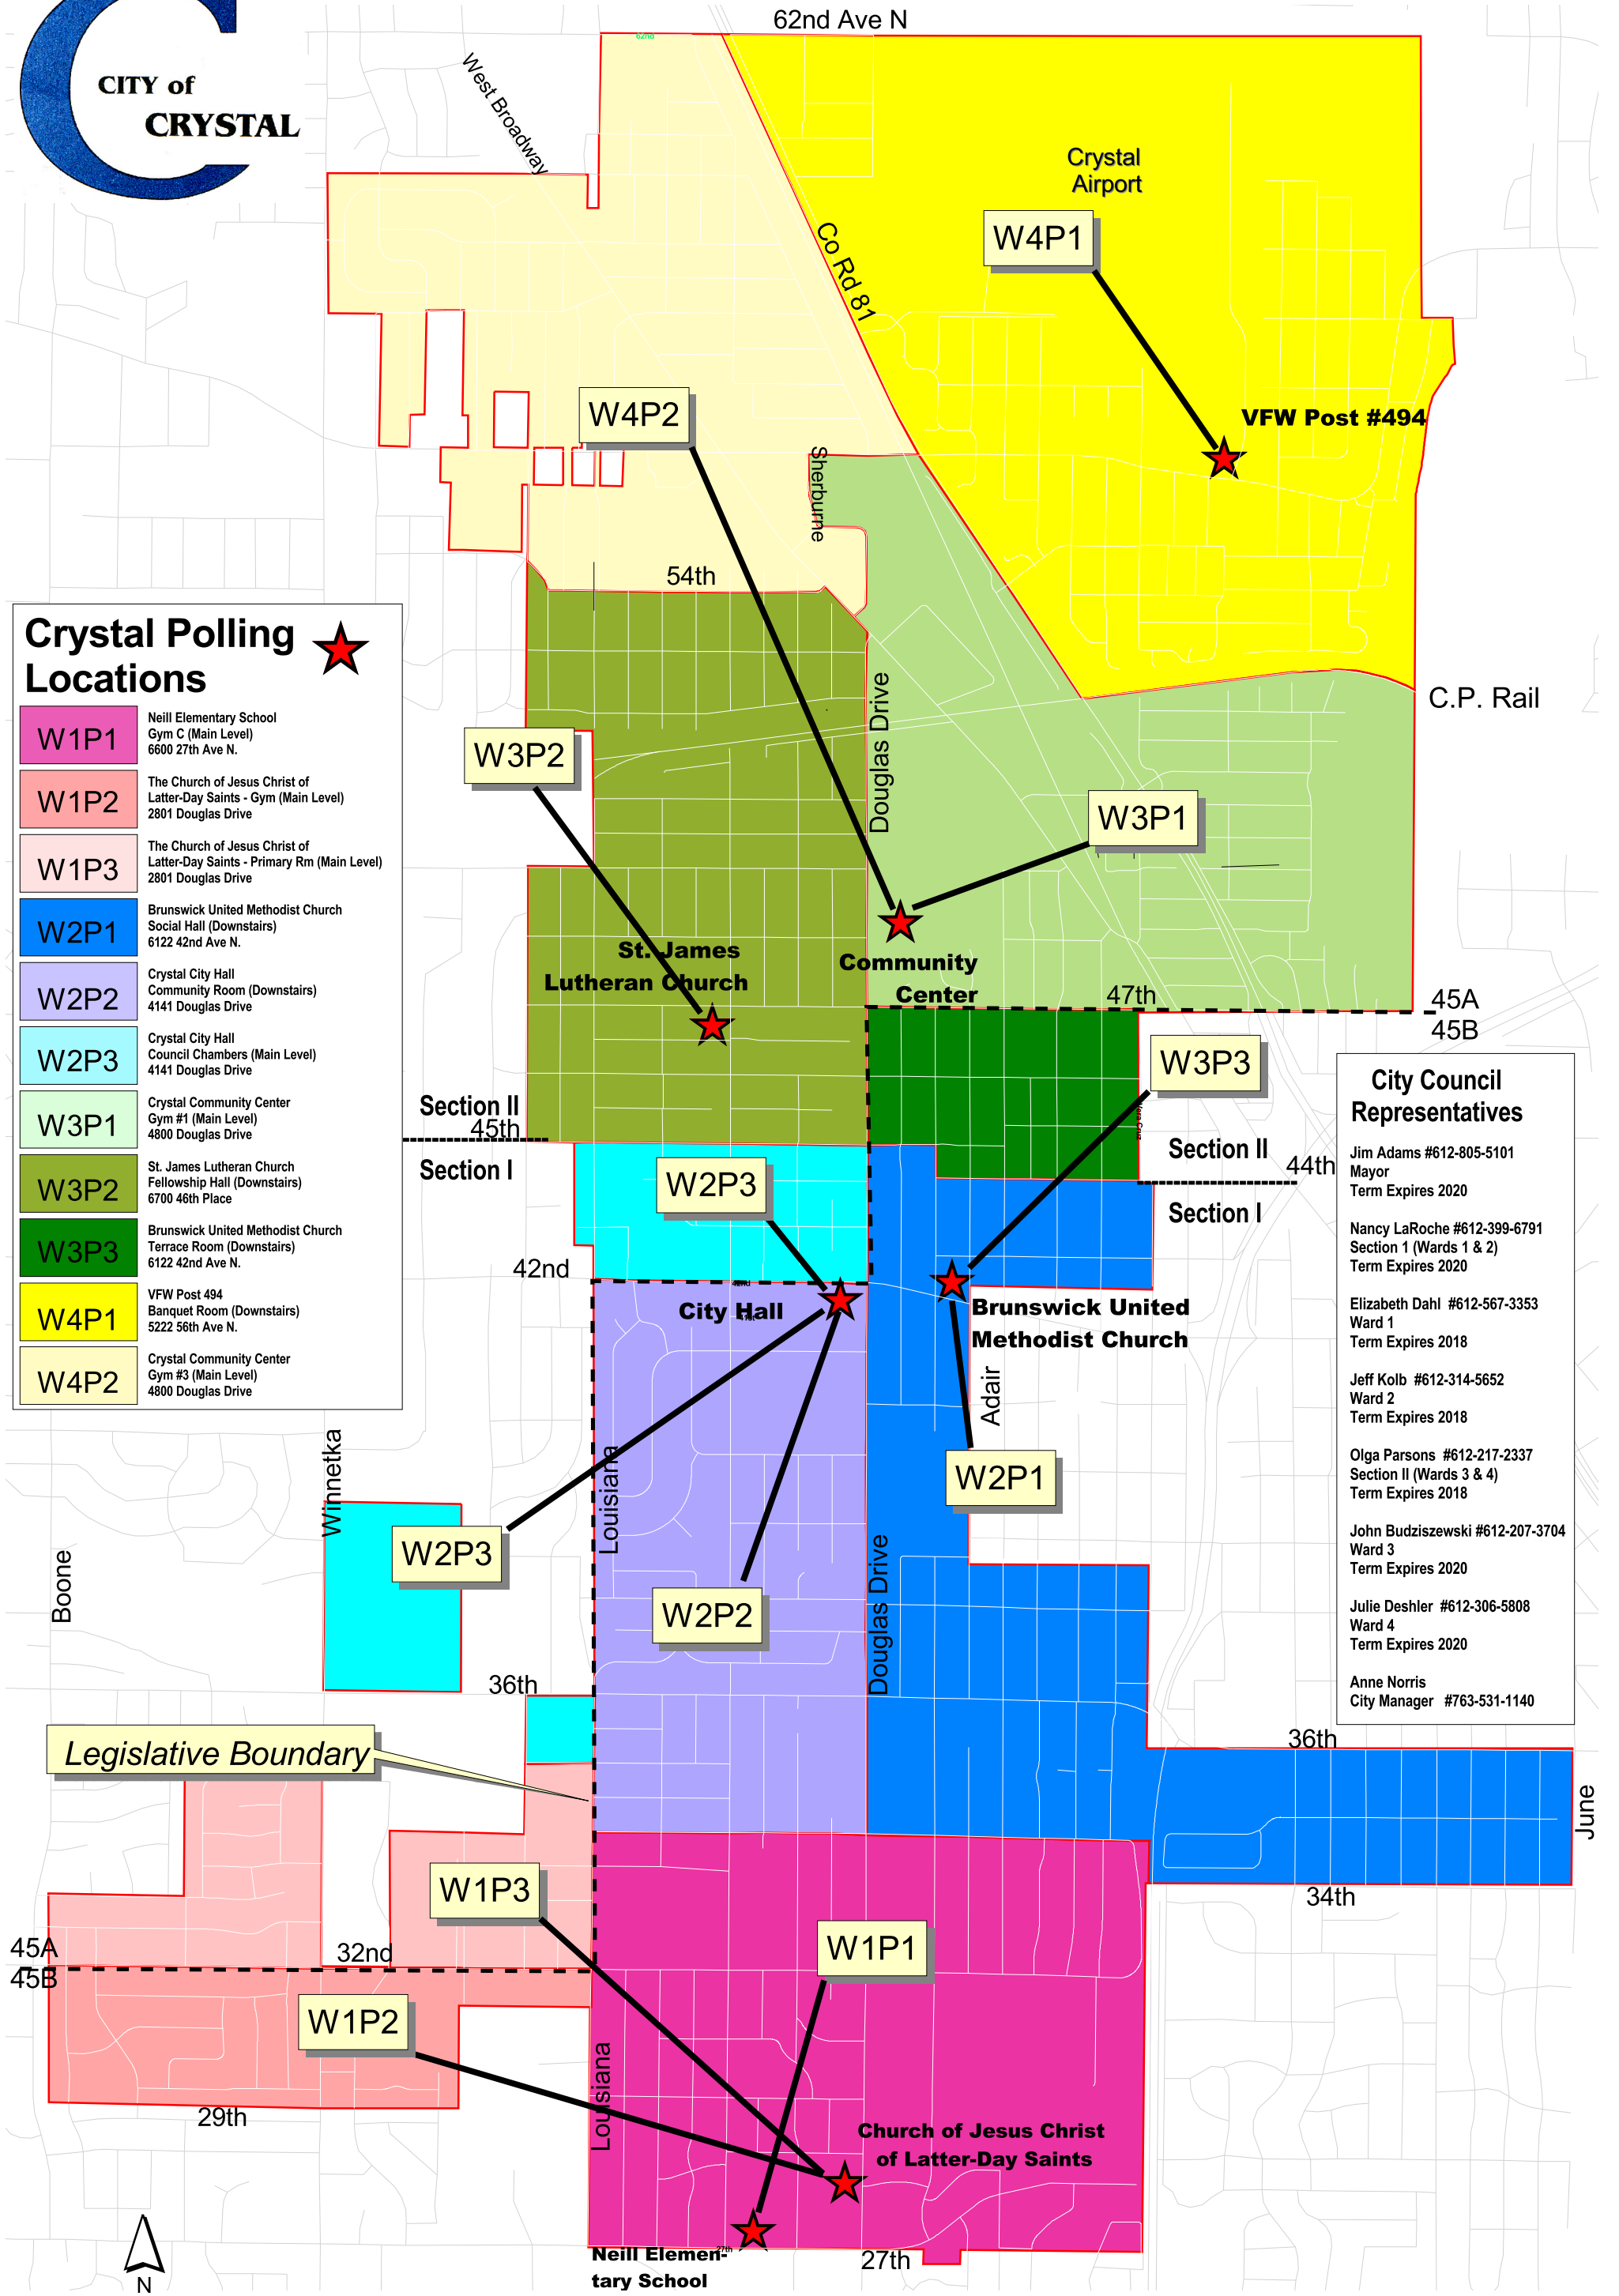 CITY of
CRYSTAL
62nd Ave N
62nd
West Broadway
Crystal
Airport
W4P1
Co Rd 81
W4P2
VFW Post #494
Sherburne
54th
Crystal Polling
Locations
W1P1
Neill Elementary School
Gym C (Main Level)
6600 27th Ave N.
W1P2
The Church of Jesus Christ of
Latter-Day Saints - Gym (Main Level)
2801 Douglas Drive
W1P3
The Church of Jesus Christ of
Latter-Day Saints - Primary Rm (Main Level)
2801 Douglas Drive
W2P1
Brunswick United Methodist Church
Social Hall (Downstairs)
6122 42nd Ave N.
W2P2
Crystal City Hall
Community Room (Downstairs)
4141 Douglas Drive
W2P3
Crystal City Hall
Council Chambers (Main Level)
4141 Douglas Drive
W3P1
Crystal Community Center
Gym #1 (Main Level)
4800 Douglas Drive
W3P2
St. James Lutheran Church
Fellowship Hall (Downstairs)
6700 46th Place
W3P3
Brunswick United Methodist Church
Terrace Room (Downstairs)
6122 42nd Ave N.
W4P1
VFW Post 494
Banquet Room (Downstairs)
5222 56th Ave N.
W4P2
Crystal Community Center
Gym #3 (Main Level)
4800 Douglas Drive
C.P. Rail
Douglas Drive
W3P2
W3P1
St. James
Lutheran Church
Community
Center
47th
45A
45B
W3P3
Vera Cruz
Section II
45th
Section I
Section II
44th
Section I
W2P3
42nd
42nd
City Hall
41st
Brunswick United
Methodist Church
Adair
W2P1
City Council
Representatives
Jim Adams #612-805-5101
Mayor
Term Expires 2020
Nancy LaRoche #612-399-6791
Section 1 (Wards 1 & 2)
Term Expires 2020
Elizabeth Dahl #612-567-3353
Ward 1
Term Expires 2018
Jeff Kolb #612-314-5652
Ward 2
Term Expires 2018
Olga Parsons #612-217-2337
Section II (Wards 3 & 4)
Term Expires 2018
John Budziszewski #612-207-3704
Ward 3
Term Expires 2020
Julie Deshler #612-306-5808
Ward 4
Term Expires 2020
Anne Norris
City Manager #763-531-1140
Winnetka
Louisiana
Boone
W2P3
W2P2
Douglas Drive
36th
36th
Legislative Boundary
June
W1P3
34th
W1P1
45A
45B
32nd
W1P2
29th
Louisiana
Church of Jesus Christ
of Latter-Day Saints
27th
Neill Elemen-
tary School
27th
N